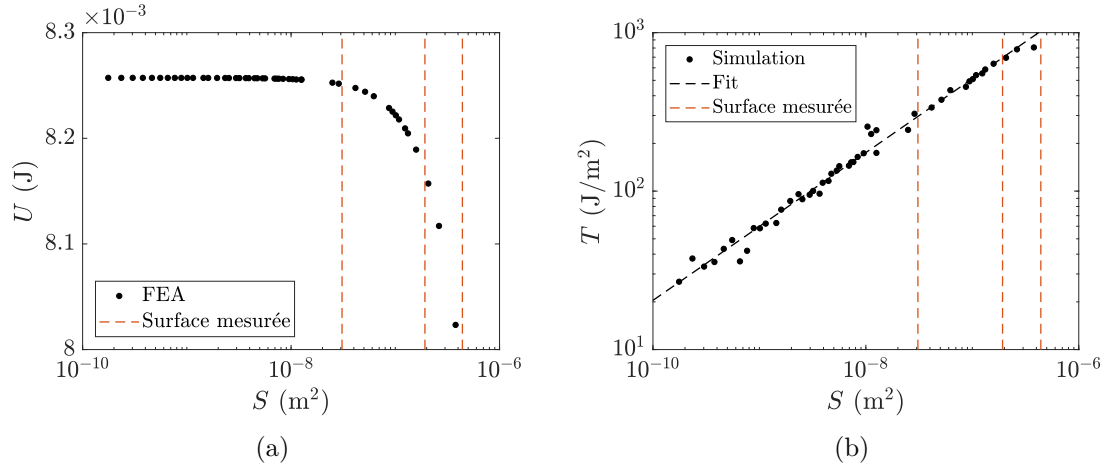 ×10⁻³
8.3
8.2
8.1
8
U (J)
FEA
Surface mesurée
10⁻¹⁰
10⁻⁸
10⁻⁶
S (m²)
(a)
10³
10²
10¹
T (J/m²)
Simulation
Fit
Surface mesurée
10⁻¹⁰
10⁻⁸
10⁻⁶
S (m²)
(b)